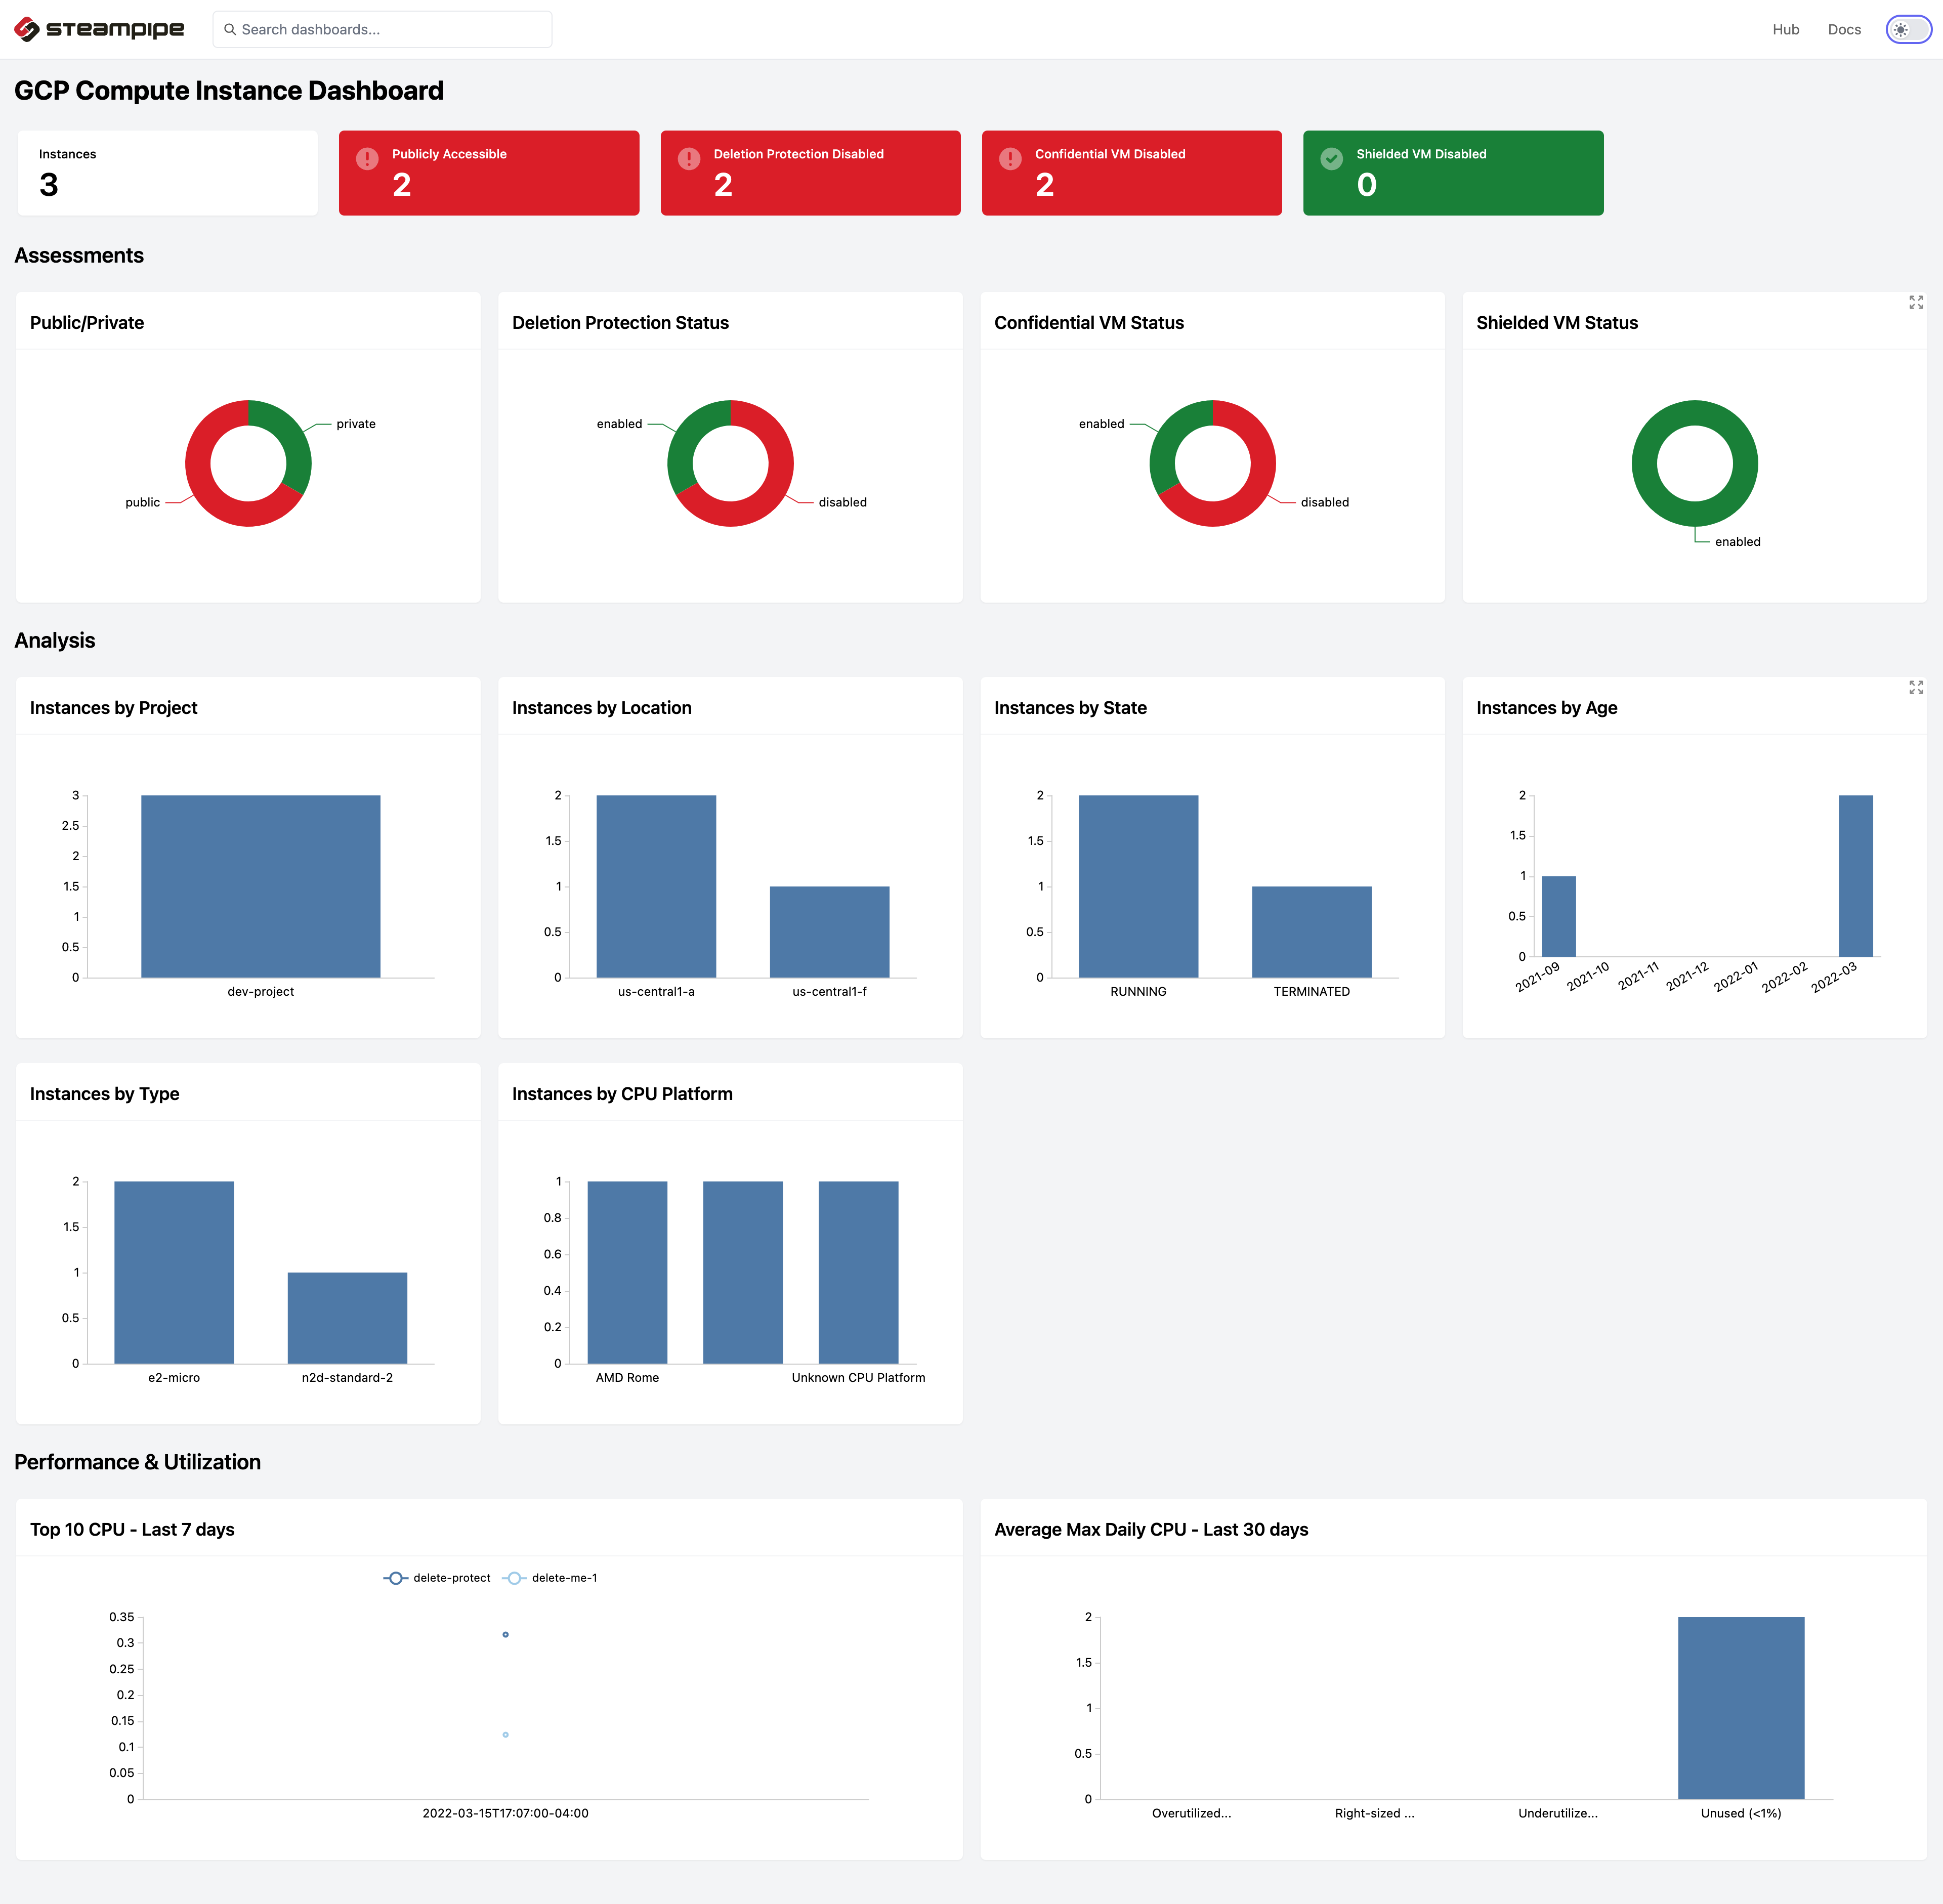 steampipe
Search dashboards...
Hub
Docs
GCP Compute Instance Dashboard
Instances
3
Publicly Accessible
2
Deletion Protection Disabled
2
Confidential VM Disabled
2
Shielded VM Disabled
0
Assessments
Public/Private
private
public
Deletion Protection Status
enabled
disabled
Confidential VM Status
enabled
disabled
Shielded VM Status
enabled
Analysis
Instances by Project
3
2.5
2
1.5
1
0.5
0
dev-project
Instances by Location
2
1.5
1
0.5
0
us-central1-a us-central1-f
Instances by State
2
1.5
1
0.5
0
RUNNING TERMINATED
Instances by Age
2
1.5
1
0.5
0
2021-09 2021-10 2021-11 2021-12 2022-01 2022-02 2022-03
Instances by Type
2
1.5
1
0.5
0
e2-micro n2d-standard-2
Instances by CPU Platform
1
0.8
0.6
0.4
0.2
0
AMD Rome Unknown CPU Platform
Performance & Utilization
Top 10 CPU - Last 7 days
delete-protect delete-me-1
0.35
0.3
0.25
0.2
0.15
0.1
0.05
0
2022-03-15T17:07:00-04:00
Average Max Daily CPU - Last 30 days
2
1.5
1
0.5
0
Overutilized... Right-sized ... Underutilize... Unused (<1%)